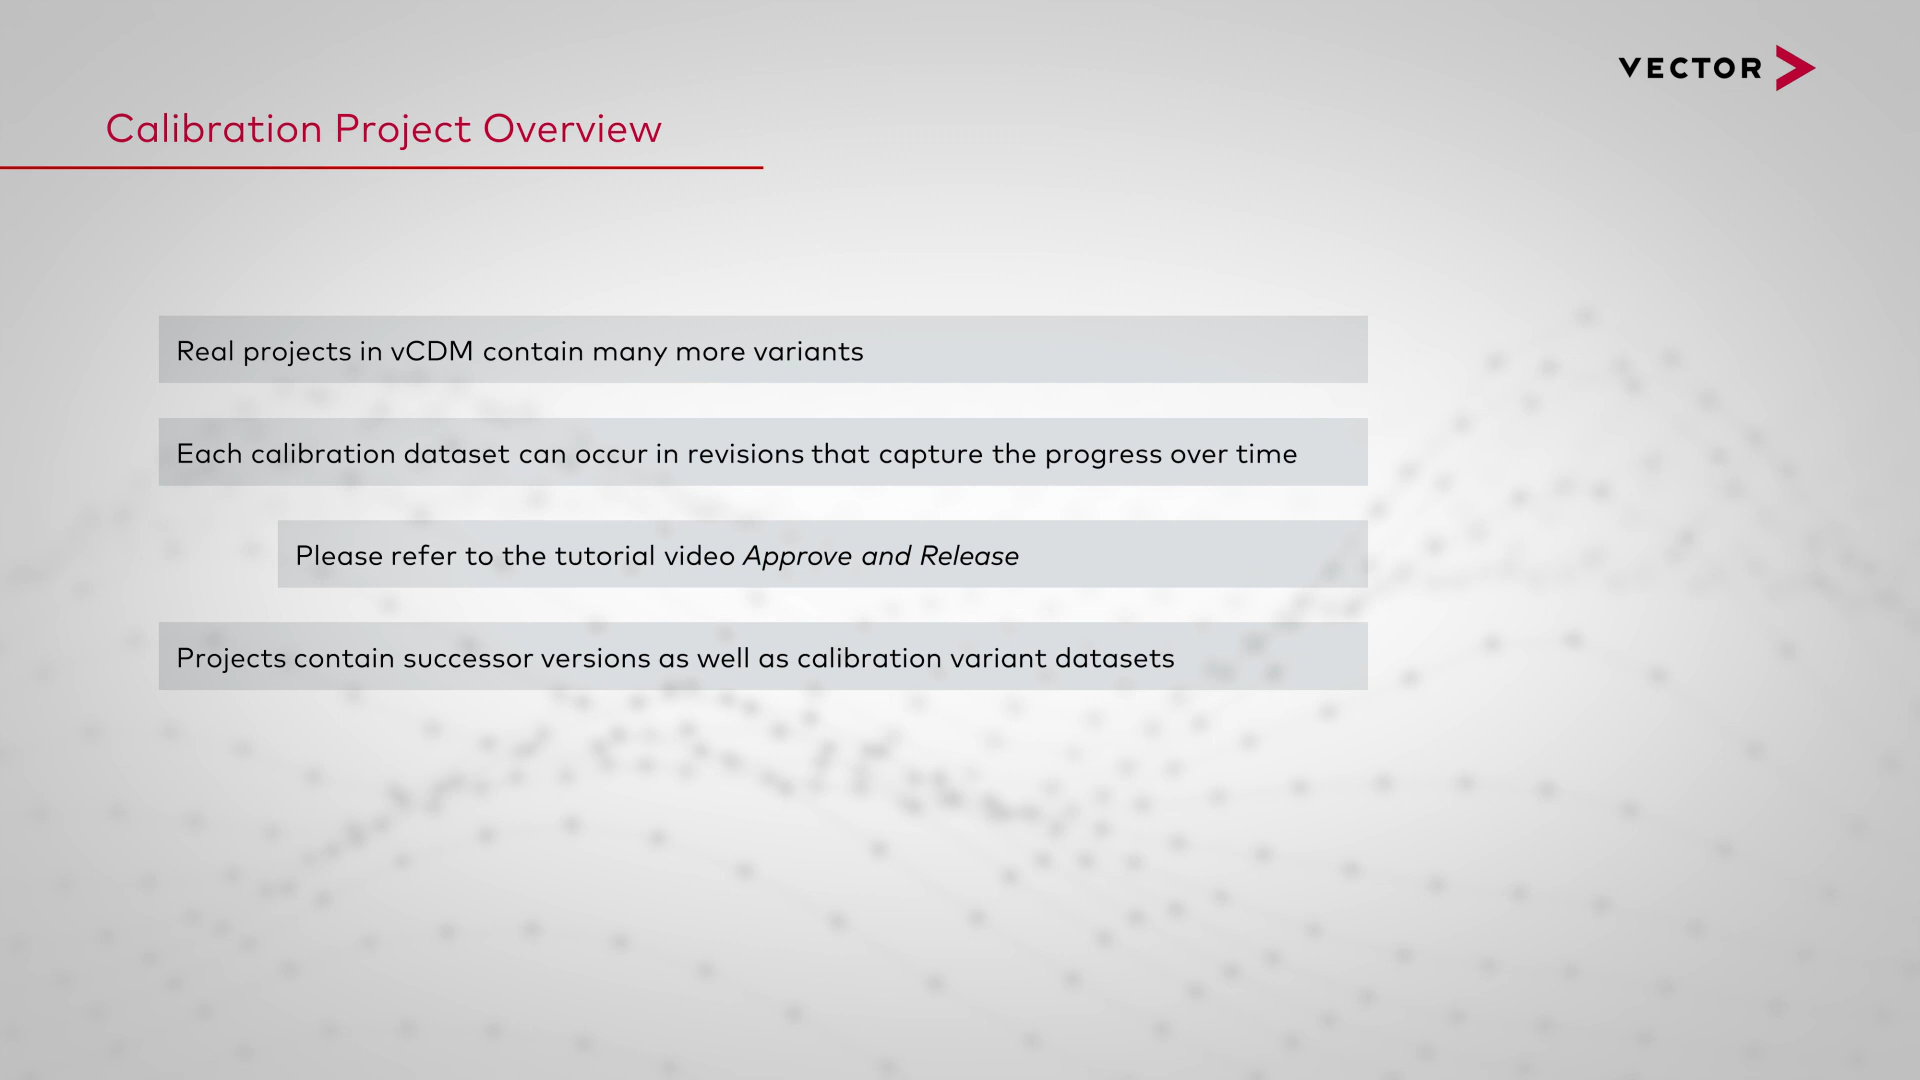 VECTOR
Calibration Project Overview
Real projects in vCDM contain many more variants
Each calibration dataset can occur in revisions that capture the progress over time
Please refer to the tutorial video Approve and Release
Projects contain successor versions as well as calibration variant datasets